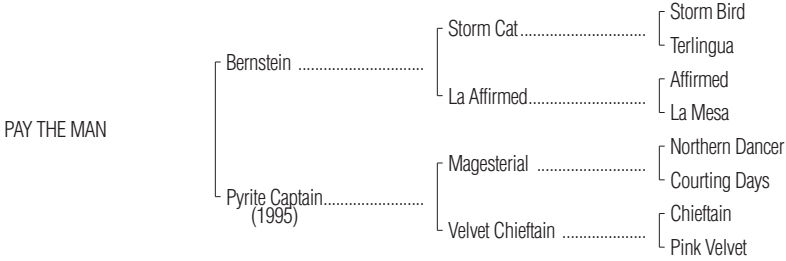 Storm Bird
Storm Cat..............................
Terlingua
Bernstein ..............................
Affirmed
La Affirmed............................
La Mesa
PAY THE MAN
Northern Dancer
Magesterial ..........................
Courting Days
Pyrite Captain........................
(1995)
Chieftain
Velvet Chieftain ....................
Pink Velvet